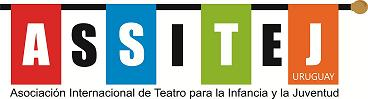 ASSITEJ
URUGUAY
Asociación Internacional de Teatro para la Infancia y la Juventud